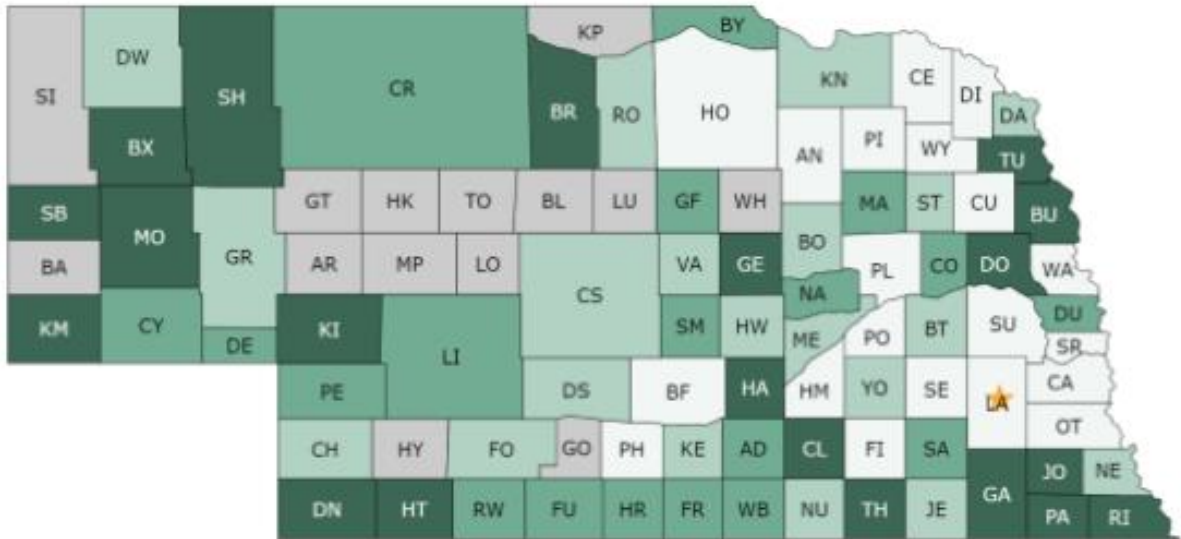 KP BY
DW
SI SH CR BR RO HO KN CE DI
DA
BX AN PI WY TU
GT HK TO BL LU GF WH MA ST CU BU
SB MO GR AR MP LO CS VA GE BO PL CO DO WA
BA
KM CY DE KI LI SM HW NA ME PO BT SU DU
SR
PE DS BF HA HM YO SE LA CA
OT
CH HY FO GO PH KE AD CL FI SA
JO NE
DN HT RW FU HR FR WB NU TH JE GA PA RI